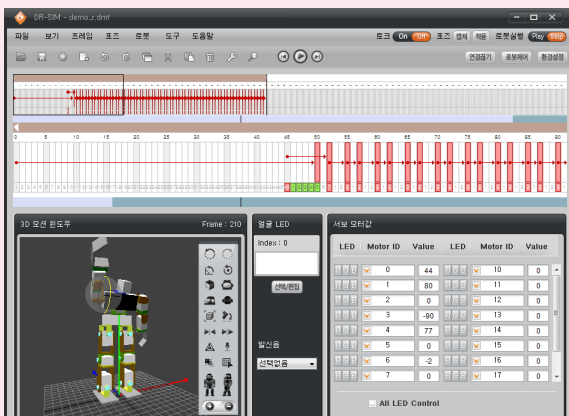 DR-SIM - demo_r.dmt
파일 보기 프레임 포즈 로봇 도구 도움말 토크 On Off 포즈 캡쳐 적용 로봇실행 Play Stop
연결끊기 로봇제어 환경설정
0 5 10 15 20 25 30 35 40 45 50 55 60 65 70 75 80 85 90
3D 모션 윈도우 Frame : 210 얼굴 LED 서보 모터값
Index : 0
LED Motor ID Value LED Motor ID Value
0 44 10 0
1 80 11 0
선택/편집
2 0 12 0
3 -90 13 0
4 77 14 0
발신음
5 0 15 0
선택없음
6 -2 16 0
7 0 17 0
All LED Control